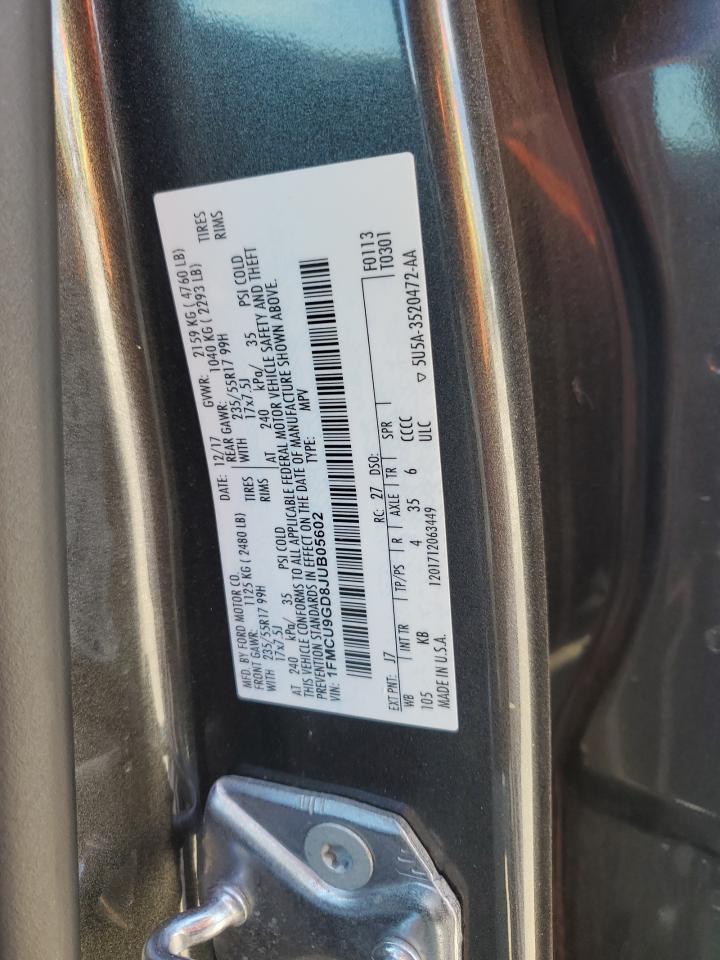 MFD. BY FORD MOTOR CO. DATE: 12/17 GVWR: 2159 KG ( 4760 LB)
FRONT GAWR: 1125 KG ( 2480 LB) REAR GAWR: 1040 KG ( 2293 LB)
WITH 235/55R17 99H TIRES WITH 235/55R17 99H TIRES
17x7.5J RIMS 17x7.5J RIMS
AT 240 kPa/ 35 PSI COLD AT 240 kPa/ 35 PSI COLD
THIS VEHICLE CONFORMS TO ALL APPLICABLE FEDERAL MOTOR VEHICLE SAFETY AND THEFT
PREVENTION STANDARDS IN EFFECT ON THE DATE OF MANUFACTURE SHOWN ABOVE.
VIN: 1FMCU9GD8JUB05602 TYPE: MPV
F0113
T0301
EXT PNT: J7 RC: 27 DSO:
WB INT TR TP/PS R AXLE TR SPR
105 KB 4 35 6 CCCC
ULC
MADE IN U.S.A. 1201712063449 ▽ 5U5A-3520472-AA